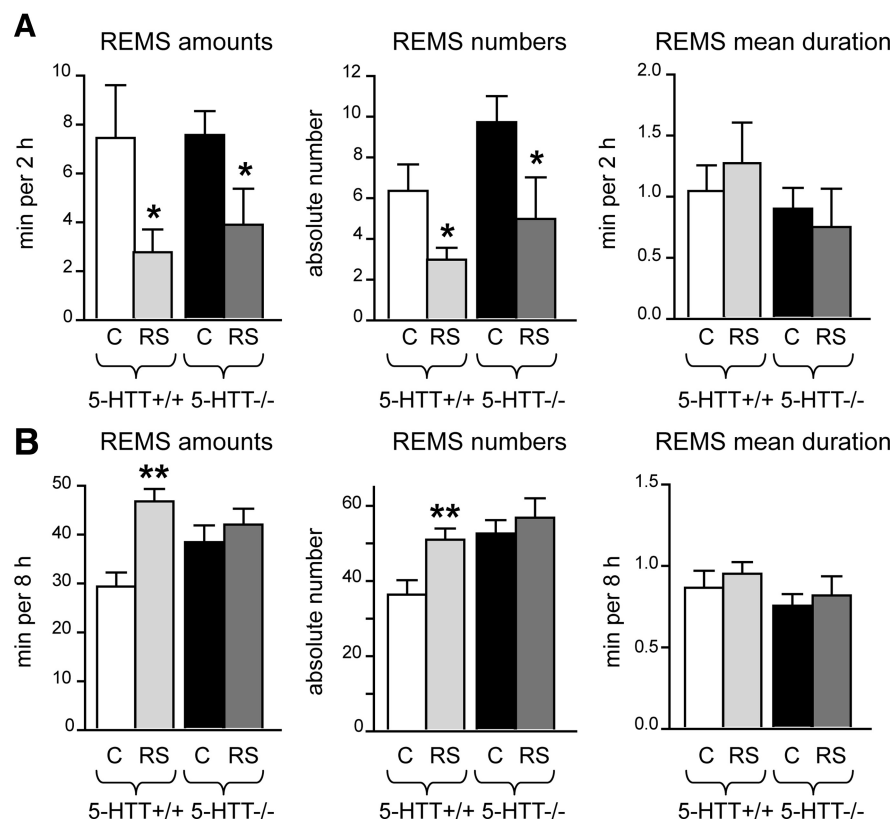 A
REMS amounts
REMS numbers
REMS mean duration
min per 2 h
10
8
6
4
2
0
* *
C RS C RS
5-HTT+/+ 5-HTT-/-
absolute number
12
10
8
6
4
2
0
* *
C RS C RS
5-HTT+/+ 5-HTT-/-
min per 2 h
2.0
1.5
1.0
0.5
0.0
C RS C RS
5-HTT+/+ 5-HTT-/-
B
REMS amounts
REMS numbers
REMS mean duration
min per 8 h
50
40
30
20
10
0
**
C RS C RS
5-HTT+/+ 5-HTT-/-
absolute number
60
40
20
0
**
C RS C RS
5-HTT+/+ 5-HTT-/-
min per 8 h
1.5
1.0
0.5
0.0
C RS C RS
5-HTT+/+ 5-HTT-/-